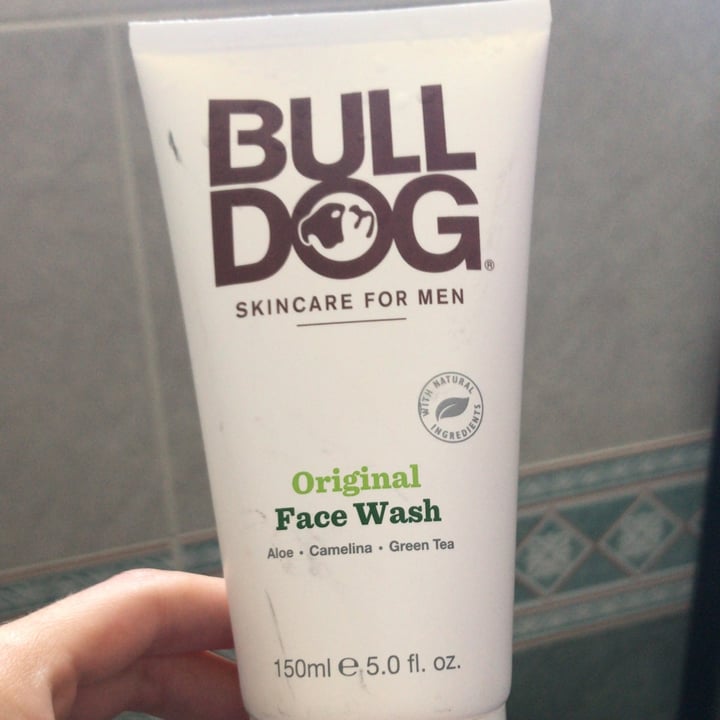 BULL
DOG®
SKINCARE FOR MEN
WITH NATURAL
INGREDIENTS
Original
Face Wash
Aloe • Camelina • Green Tea
150ml ℮ 5.0 fl. oz.